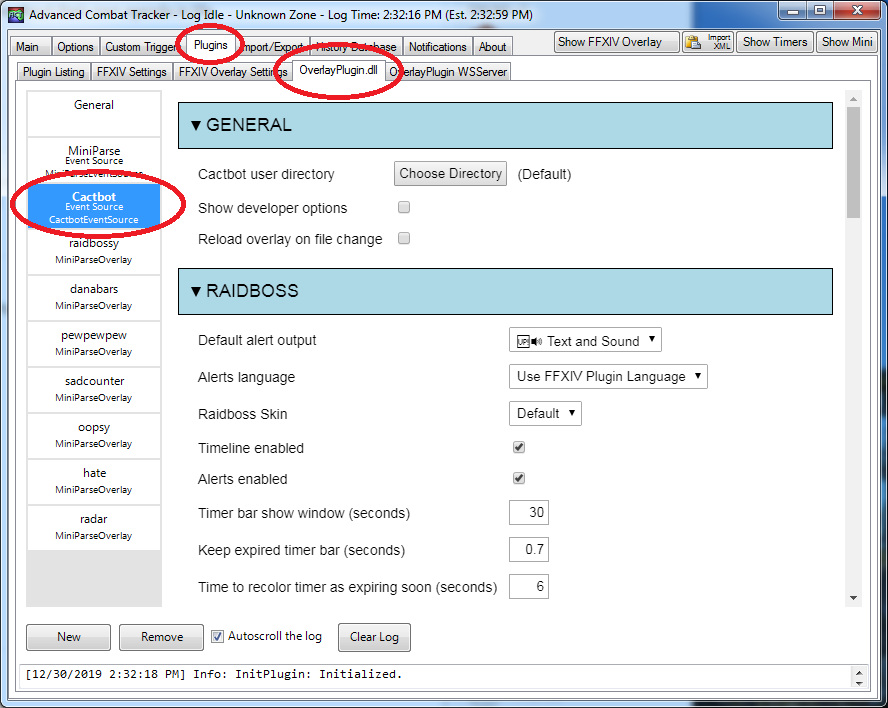 Advanced Combat Tracker - Log Idle - Unknown Zone - Log Time: 2:32:16 PM (Est. 2:32:59 PM)
Main Options Custom Triggers Plugins Import/Export History Database Notifications About Show FFXIV Overlay Import XML Show Timers Show Mini
Plugin Listing FFXIV Settings FFXIV Overlay Settings OverlayPlugin.dll OverlayPlugin WSServer
General
MiniParse
Event Source
MiniParseEventSource
Cactbot
Event Source
CactbotEventSource
raidbossy
MiniParseOverlay
danabars
MiniParseOverlay
pewpewpew
MiniParseOverlay
sadcounter
MiniParseOverlay
oopsy
MiniParseOverlay
hate
MiniParseOverlay
radar
MiniParseOverlay
▼ GENERAL
Cactbot user directory Choose Directory (Default)
Show developer options
Reload overlay on file change
▼ RAIDBOSS
Default alert output UP! Text and Sound ▼
Alerts language Use FFXIV Plugin Language ▼
Raidboss Skin Default ▼
Timeline enabled
Alerts enabled
Timer bar show window (seconds) 30
Keep expired timer bar (seconds) 0.7
Time to recolor timer as expiring soon (seconds) 6
New Remove Autoscroll the log Clear Log
[12/30/2019 2:32:18 PM] Info: InitPlugin: Initialized.